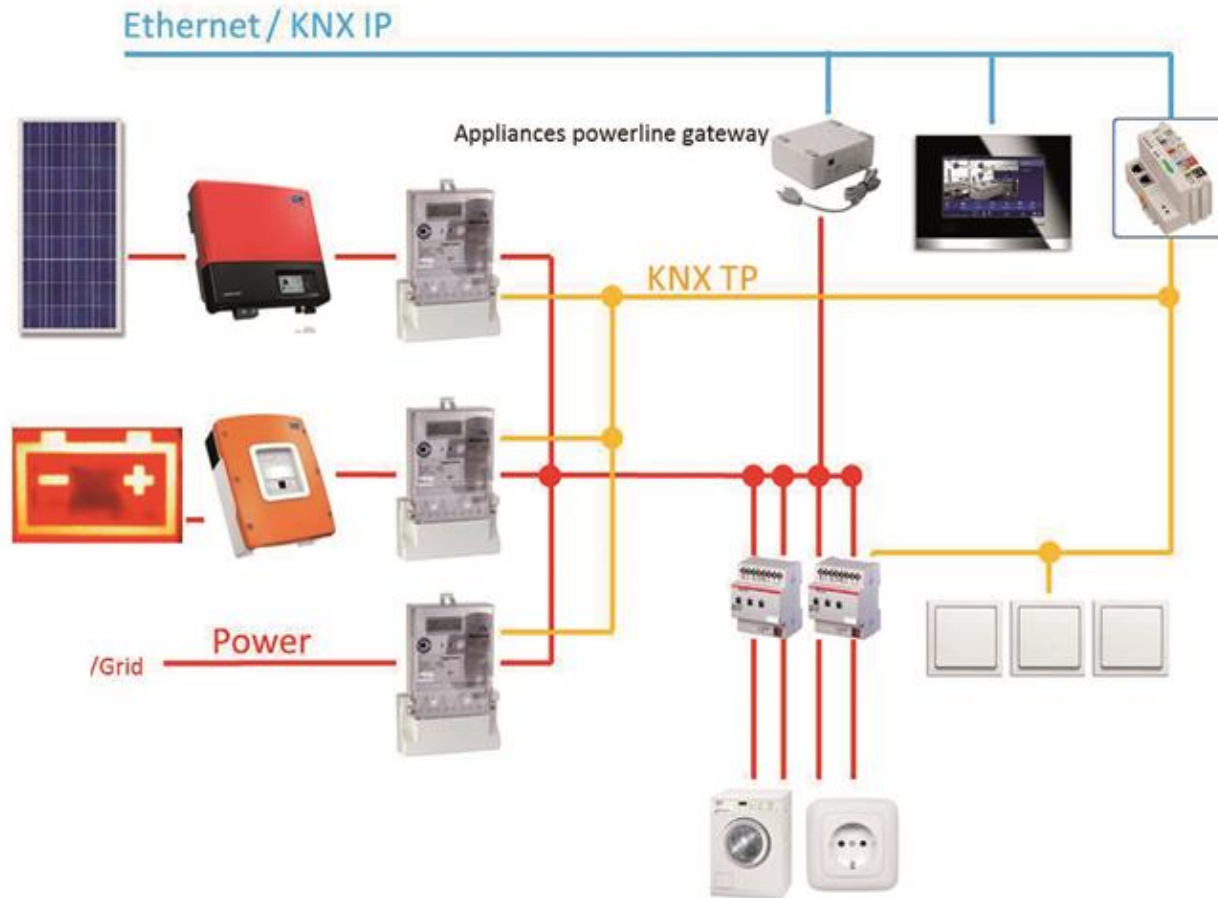 Ethernet / KNX IP
Appliances powerline gateway
KNX TP
Power
/Grid